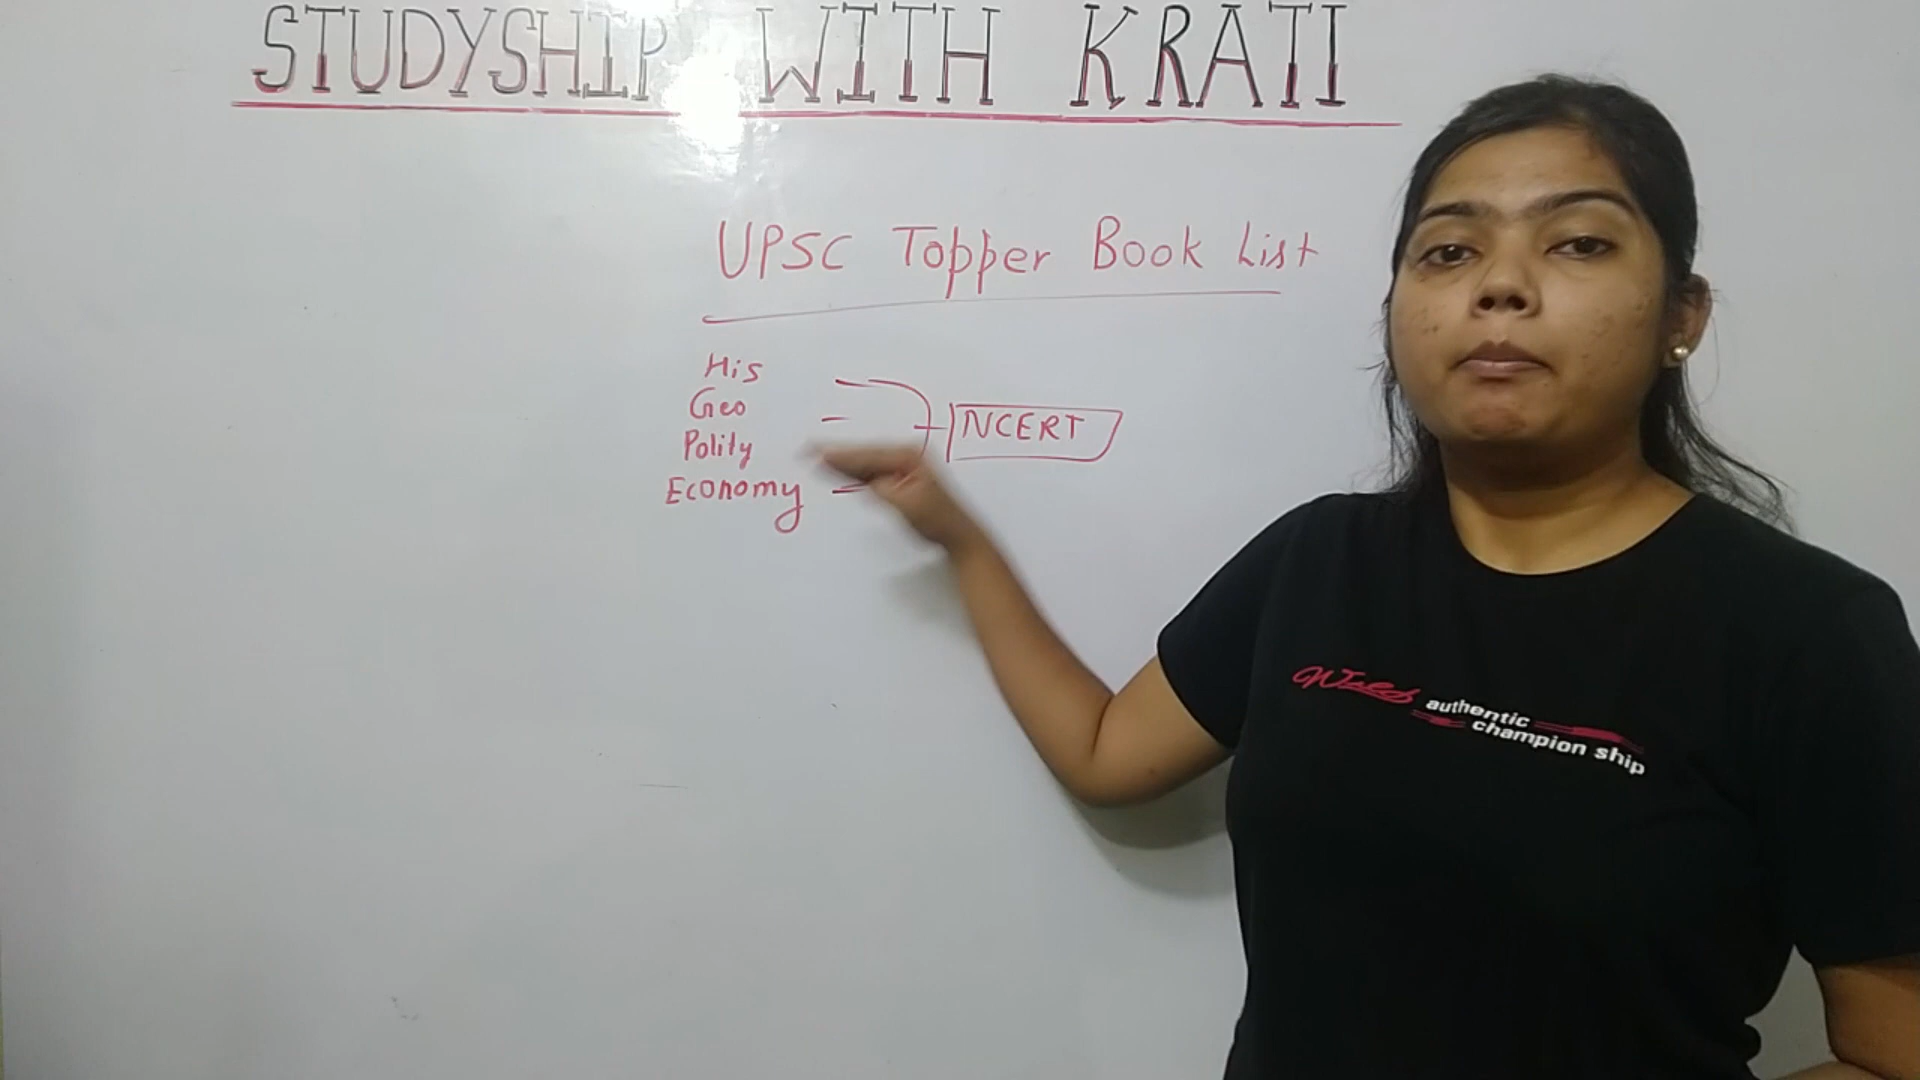 STUDYSHIP WITH KRATI
UPSC Topper Book List
His
Geo
Polity
Economy
NCERT
authentic
champion ship